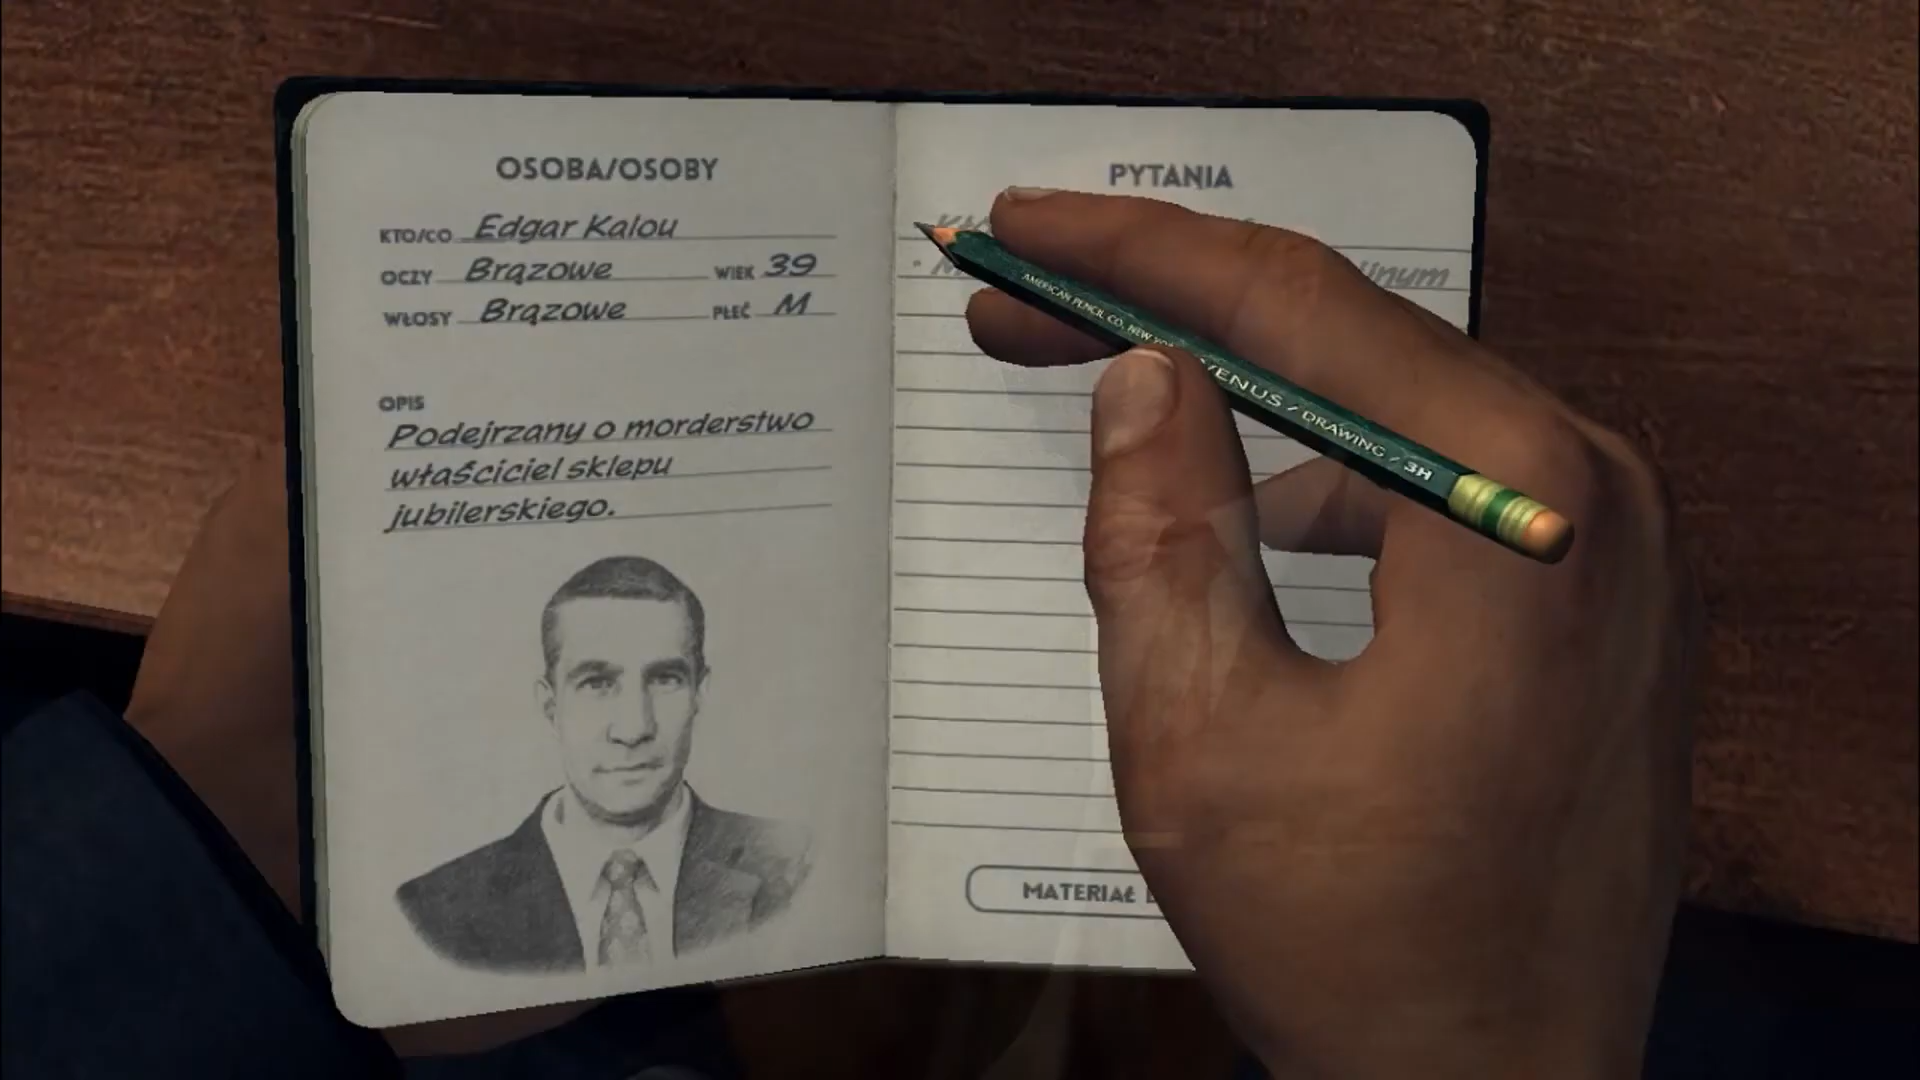 OSOBA/OSOBY
KTO/CO Edgar Kalou
OCZY Brązowe WIEK 39
WŁOSY Brązowe PŁEĆ M
OPIS
Podejrzany o morderstwo
właściciel sklepu
jubilerskiego.
PYTANIA
AMERICAN PENCIL CO. NEW
VENUS / DRAWING / 3H
MATERIAŁ